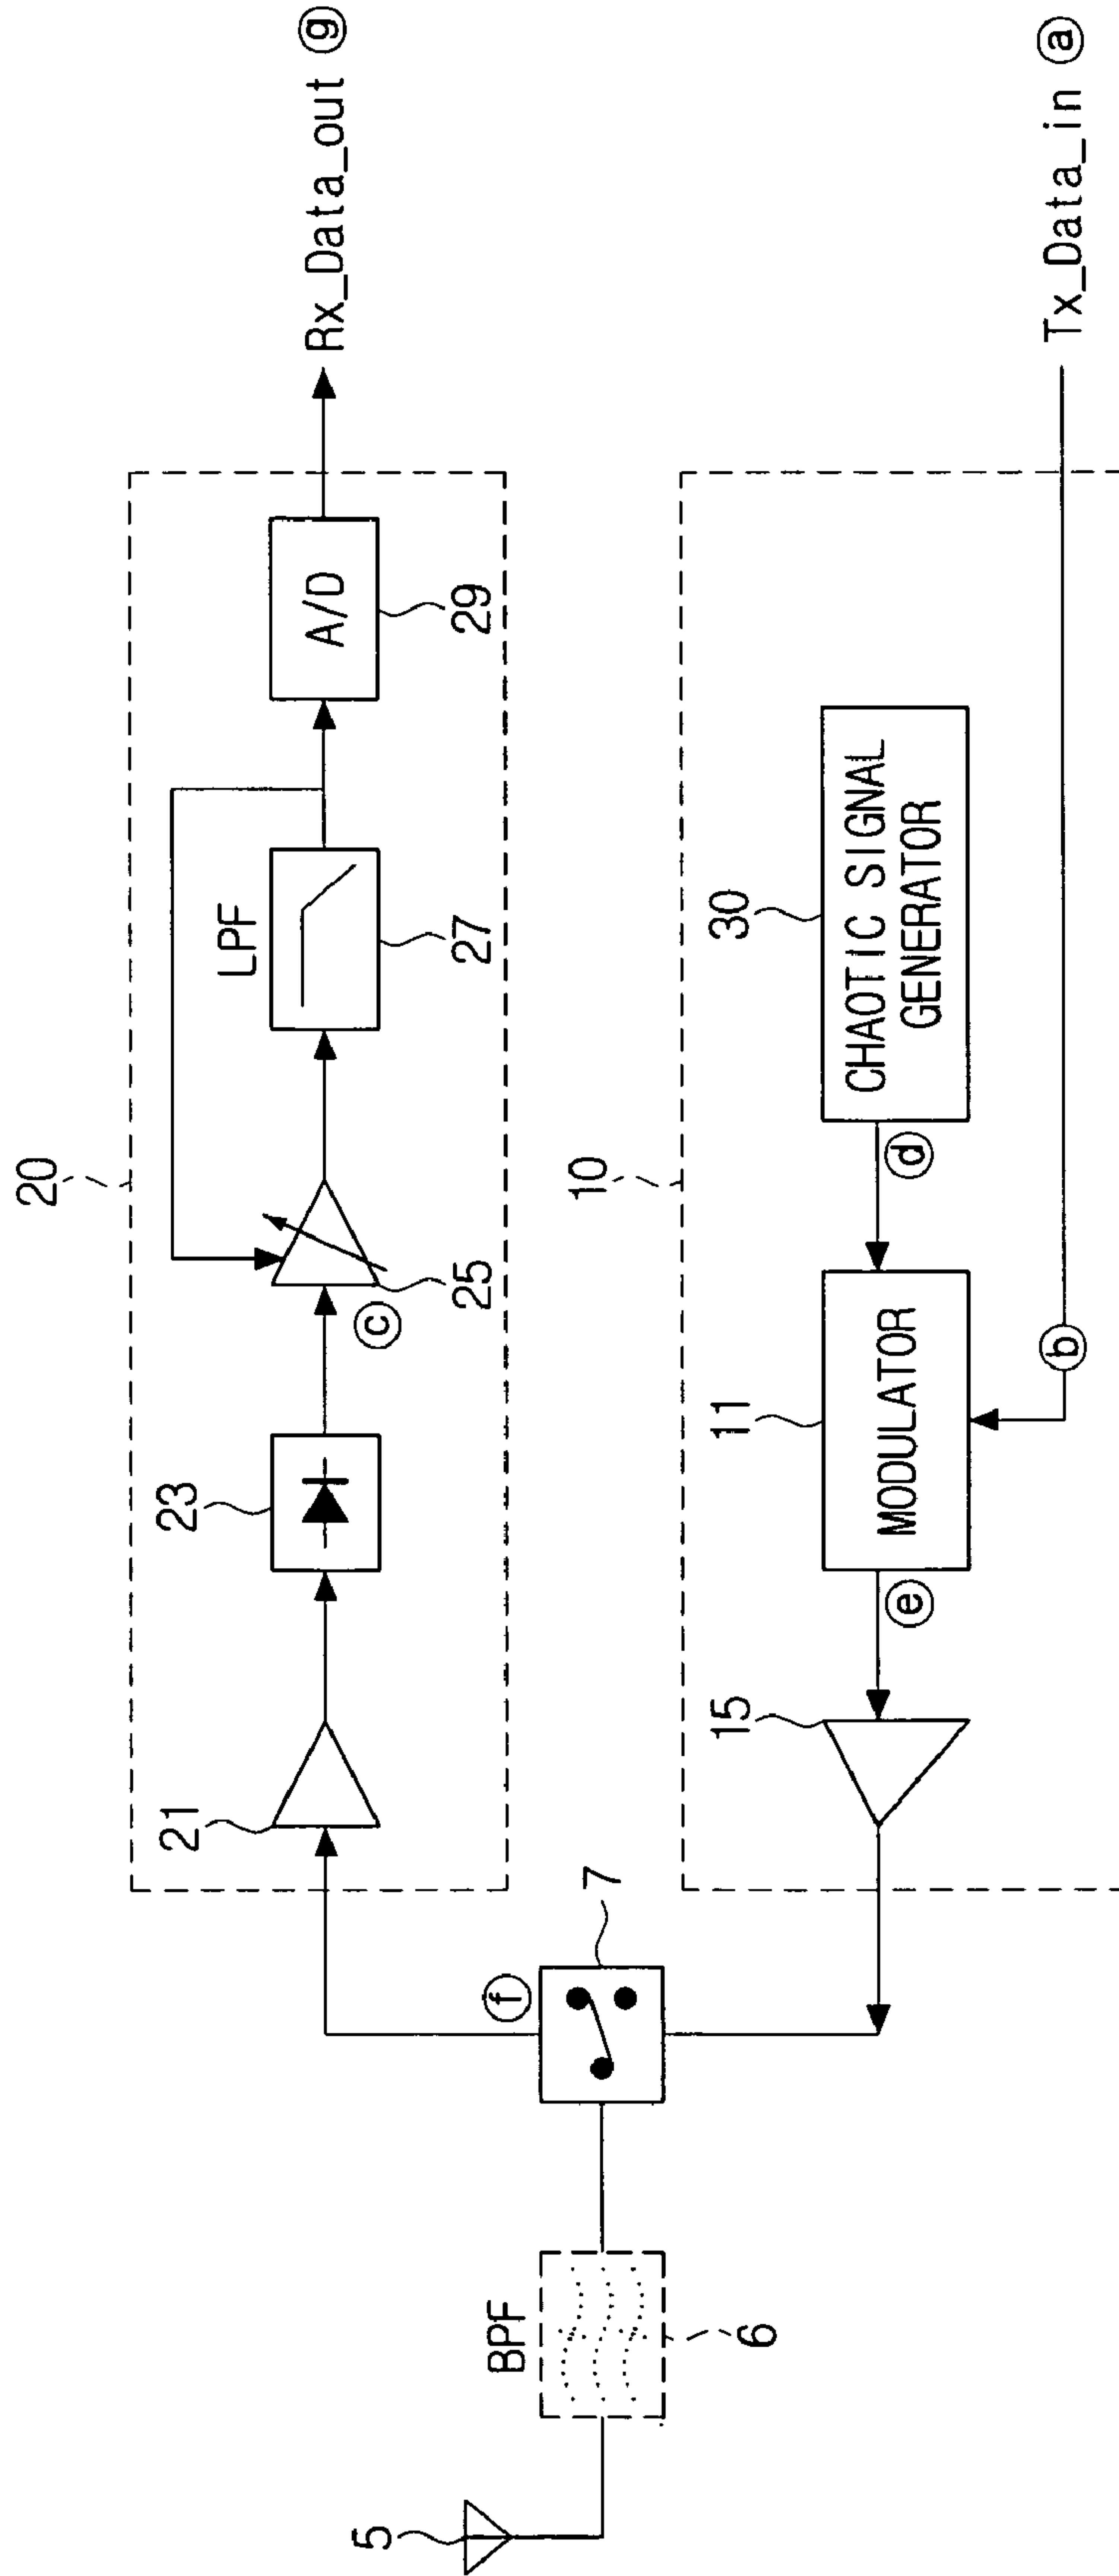 20
21
23
25
ⓒ
LPF
27
A/D
29
Rx_Data_out ⓖ
5
BPF
6
7
ⓕ
10
15
ⓔ
11
MODULATOR
ⓓ
30
CHAOTIC SIGNAL
GENERATOR
ⓑ
Tx_Data_in ⓐ